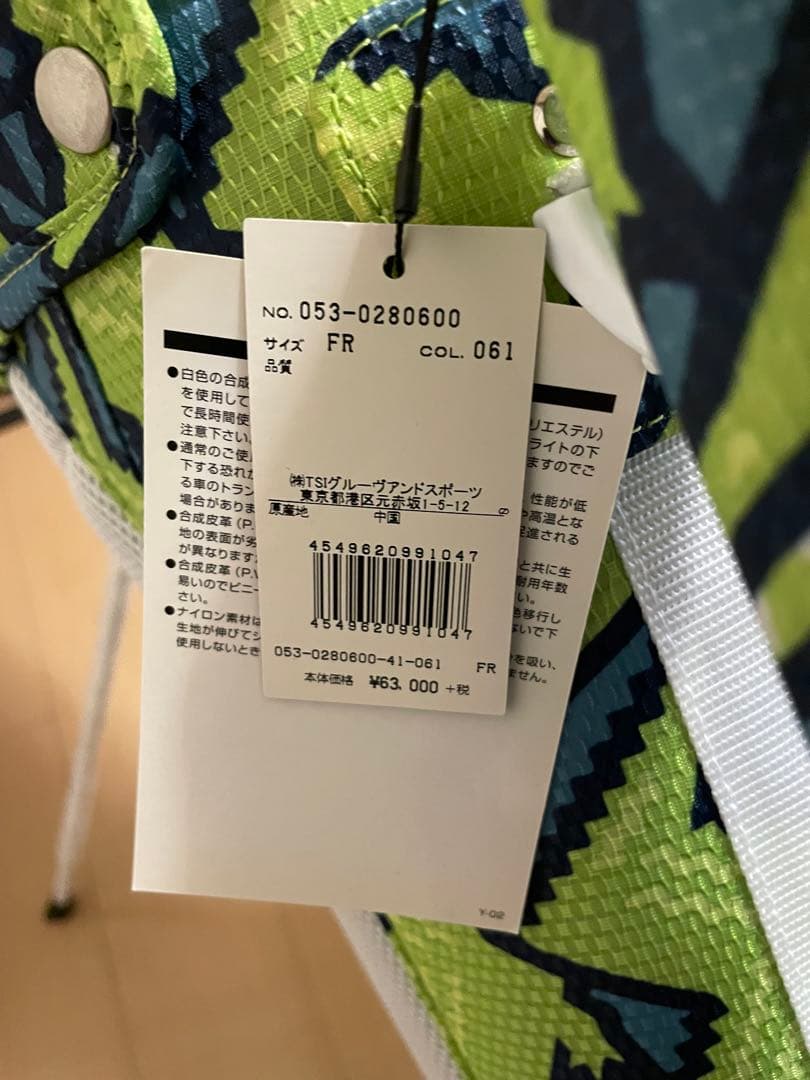 NO. 053-0280600
サイズ FR COL. 061
品質
㈱TSIグルーヴアンドスポーツ
東京都港区元赤坂1-5-12
原産地 中国
4549620991047
4549620991047
053-0280600-41-061 FR
本体価格 ¥63,000 +税
●白色の合成
を使用して
で長時間使
注意下さい。
●通常のご使
下する恐れが
る車のトラン
場合がありま
●合成皮革(P.
地の表面が劣
が異なります
●合成皮革(P.V
易いのでビニー
さい。
●ナイロン素材は
生地が伸びてシ
使用しないとき
リエステル)
ライトの下
ますのでご
性能が低
や高温とな
促進される
と共に生
耐用年数
い。
色移行し
ないで下
を吸い、
ません。
Y-012